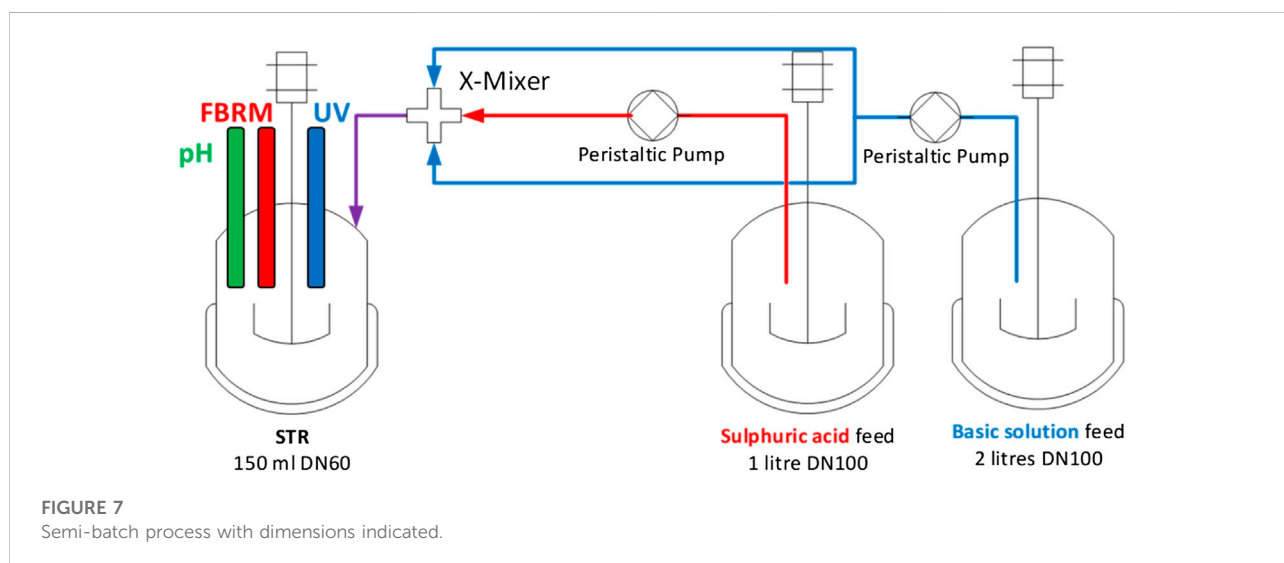 X-Mixer
FBRM
UV
pH
Peristaltic Pump
Peristaltic Pump
STR
150 ml DN60
Sulphuric acid feed
1 litre DN100
Basic solution feed
2 litres DN100
FIGURE 7
Semi-batch process with dimensions indicated.